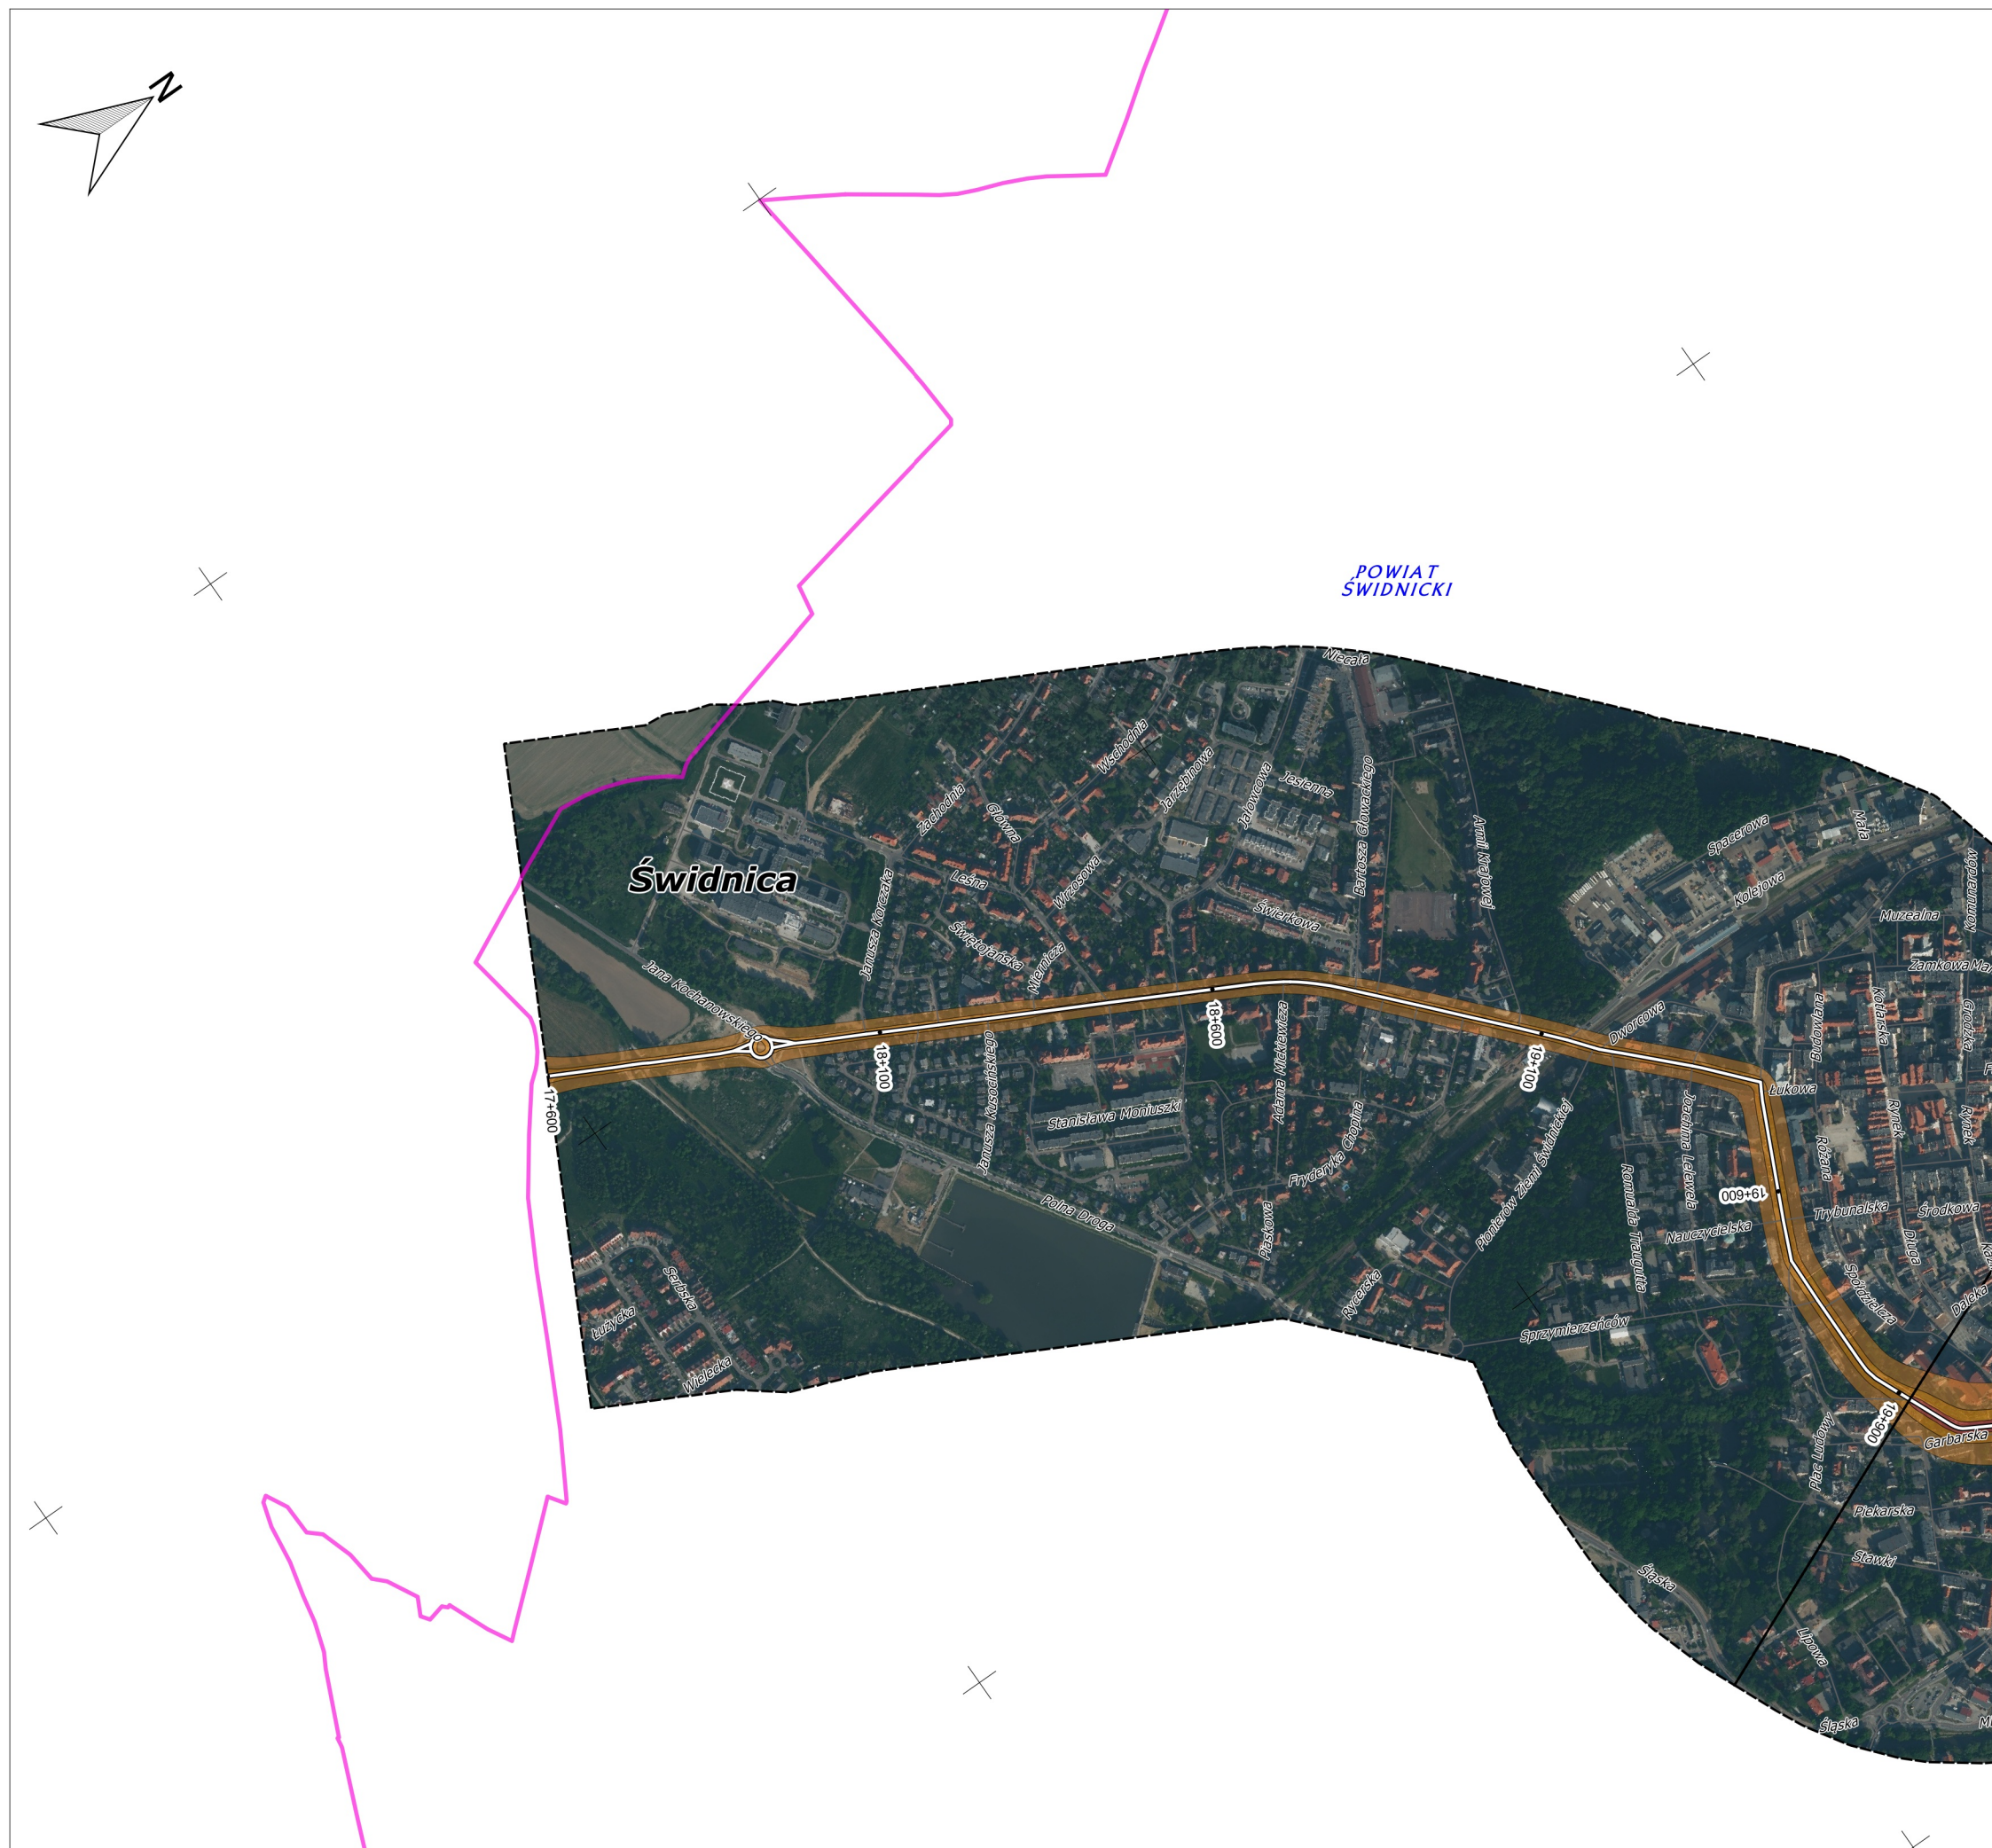 N
POWIAT
ŚWIDNICKI
Niecała
Wschodnia
Jarzębinowa
Jałowcowa
Jesienna
Bartosza Głowackiego
Armii Krajowej
Zachodnia
Główna
Spacerowa
Mała
Kolejowa
Komunardów
Świdnica
Leśna
Wrzosowa
Janusza Korczaka
Świerkowa
Muzealna
Świętojańska
Miernicza
Zamkowa
Jana Kochanowskiego
Dworcowa
Budowlana
Kotlarska
Grodzka
18+100
18+600
19+100
17+600
Janusza Kusocińskiego
Adama Mickiewicza
Stanisława Moniuszki
Fryderyka Chopina
Pionierów Ziemi Świdnickiej
Joachima Lelewela
Łukowa
Rynek
Rynek
Różana
19+600
Romualda Traugutta
Nauczycielska
Trybunalska
Środkowa
Długa
Polna Droga
Piaskowa
Rycerska
Serbska
Łużycka
Wielecka
Sprzymierzeńców
Spółdzielcza
Daleka
19+900
Garbarska
Plac Ludowy
Piekarska
Stawki
Śląska
Lipowa
Śląska